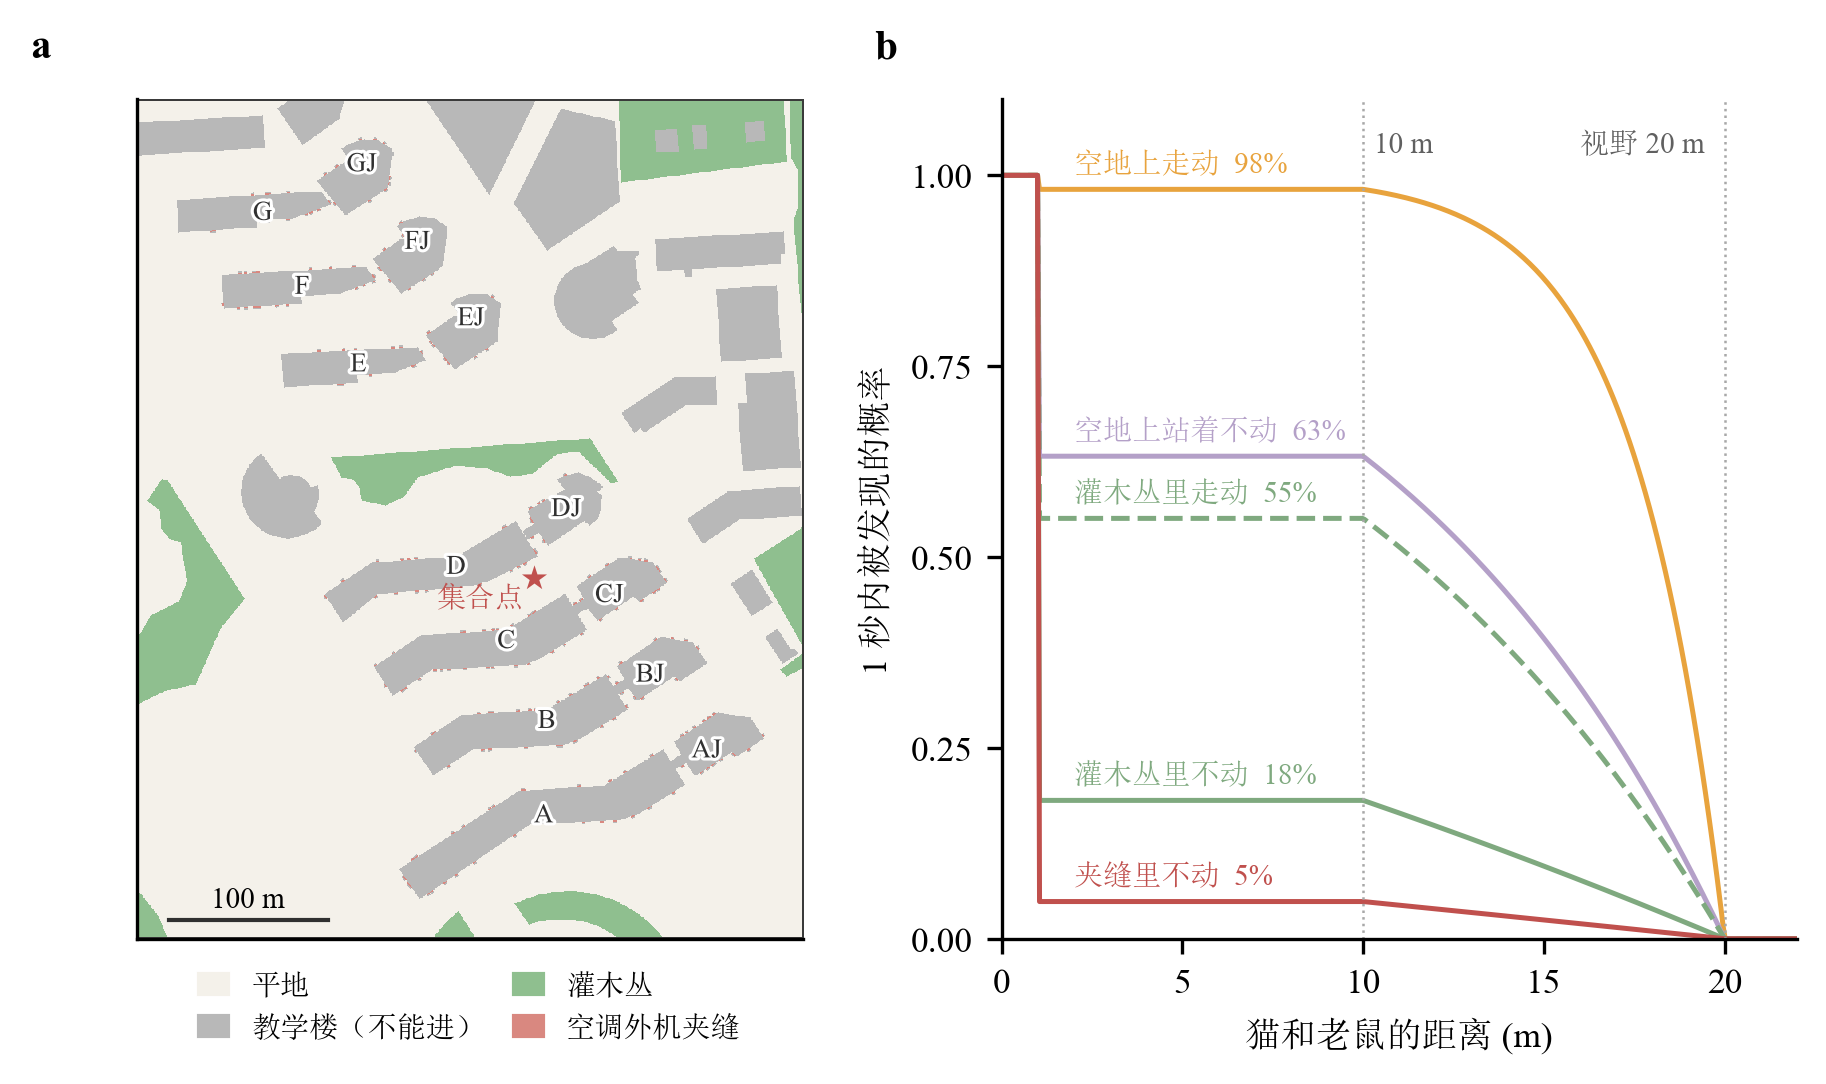 a
GJ
G
FJ
F
EJ
E
DJ
D
集合点
CJ
C
BJ
B
AJ
A
100 m
平地
灌木丛
教学楼（不能进）
空调外机夹缝
b
10 m
视野 20 m
空地上走动 98%
空地上站着不动 63%
灌木丛里走动 55%
灌木丛里不动 18%
夹缝里不动 5%
1 秒内被发现的概率
1.00
0.75
0.50
0.25
0.00
0
5
10
15
20
猫和老鼠的距离 (m)